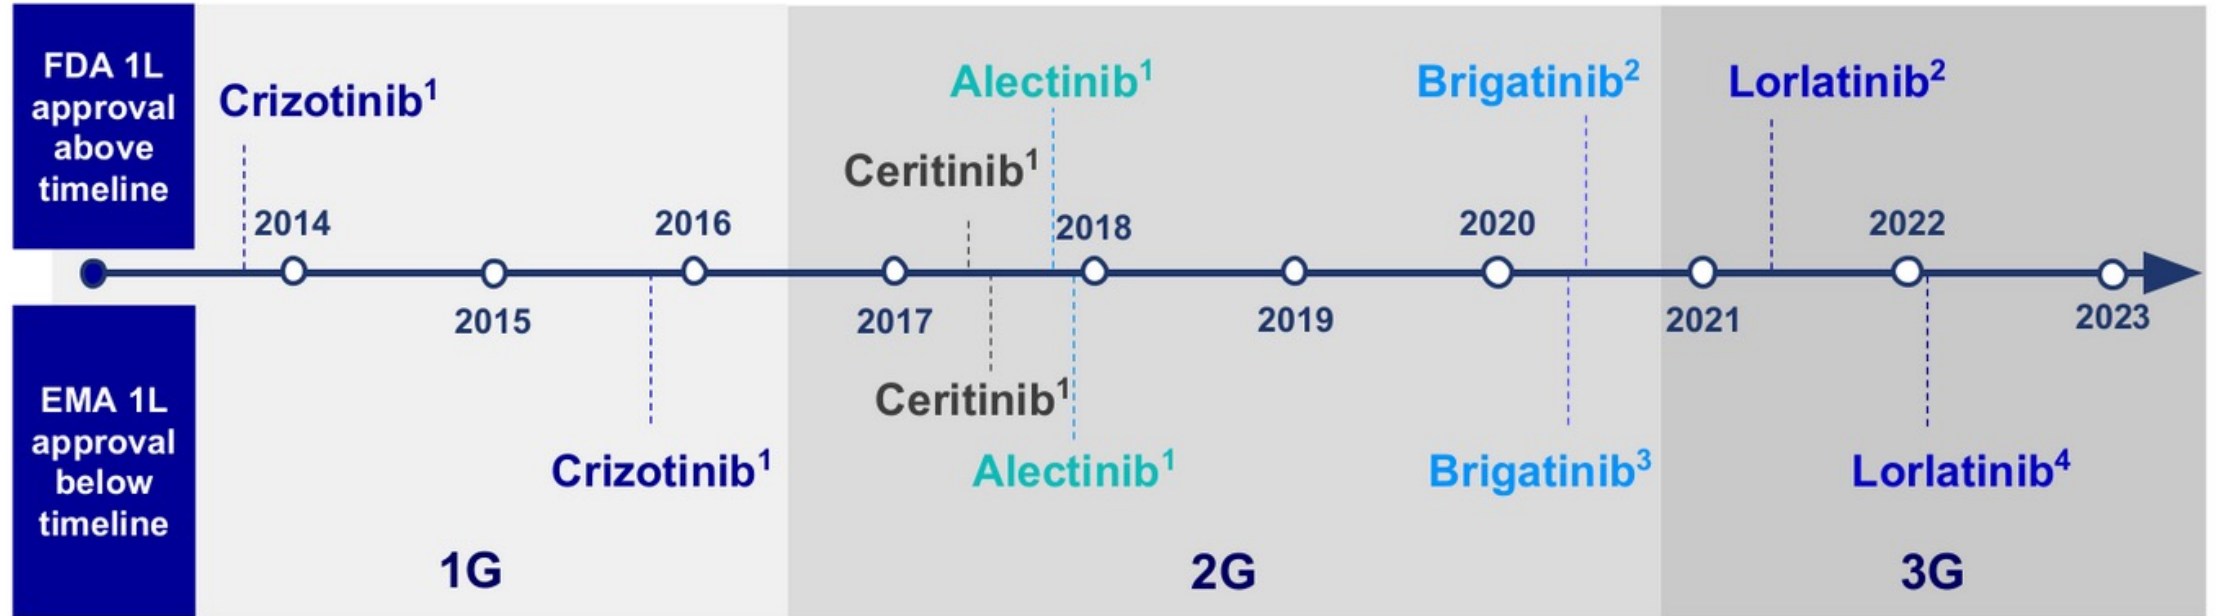 FDA 1L
approval
above
timeline
Crizotinib¹
Alectinib¹
Brigatinib²
Lorlatinib²
Ceritinib¹
2014
2016
2018
2020
2022
2015
2017
2019
2021
2023
EMA 1L
approval
below
timeline
Ceritinib¹
Crizotinib¹
Alectinib¹
Brigatinib³
Lorlatinib⁴
1G
2G
3G